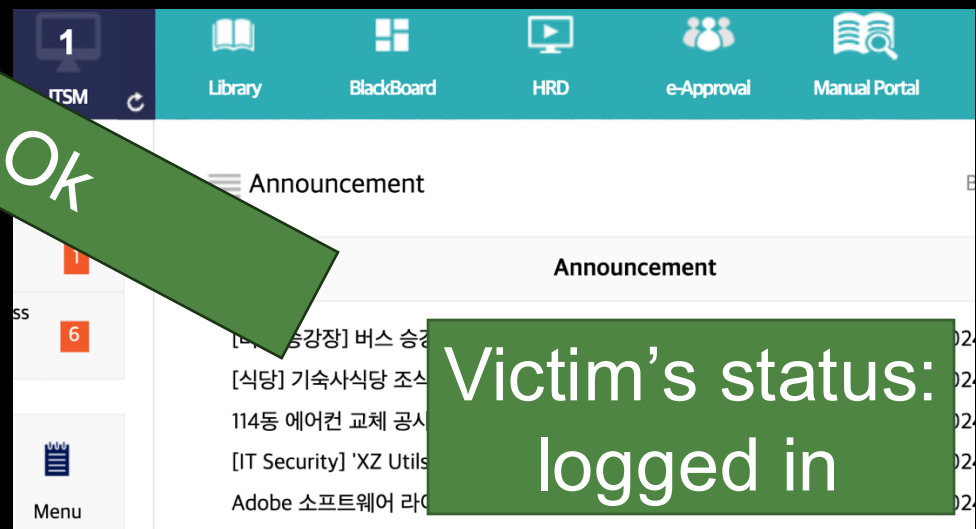 1
ITSM
Library
BlackBoard
HRD
e-Approval
Manual Portal
Ok
Announcement
Announcement
1
ss
6
버스 승
[식당] 기숙사식당 조식
114동 에어컨 교체 공사
[IT Security] 'XZ Utils
Adobe 소프트웨어
Victim's status:
logged in
Menu